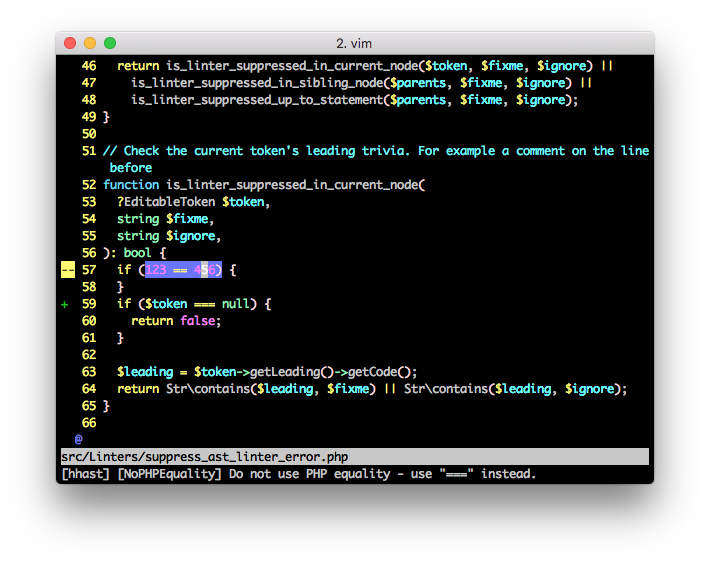 2. vim
46   return is_linter_suppressed_in_current_node($token, $fixme, $ignore) ||
47     is_linter_suppressed_in_sibling_node($parents, $fixme, $ignore) ||
48     is_linter_suppressed_up_to_statement($parents, $fixme, $ignore);
49 }
50
51 // Check the current token's leading trivia. For example a comment on the line
before
52 function is_linter_suppressed_in_current_node(
53   ?EditableToken $token,
54   string $fixme,
55   string $ignore,
56 ): bool {
-- 57   if (123 == 456) {
58   }
+ 59   if ($token === null) {
60     return false;
61   }
62
63   $leading = $token->getLeading()->getCode();
64   return Str\contains($leading, $fixme) || Str\contains($leading, $ignore);
65 }
66
@
src/Linters/suppress_ast_linter_error.php
[hhast] [NoPHPEquality] Do not use PHP equality - use "===" instead.